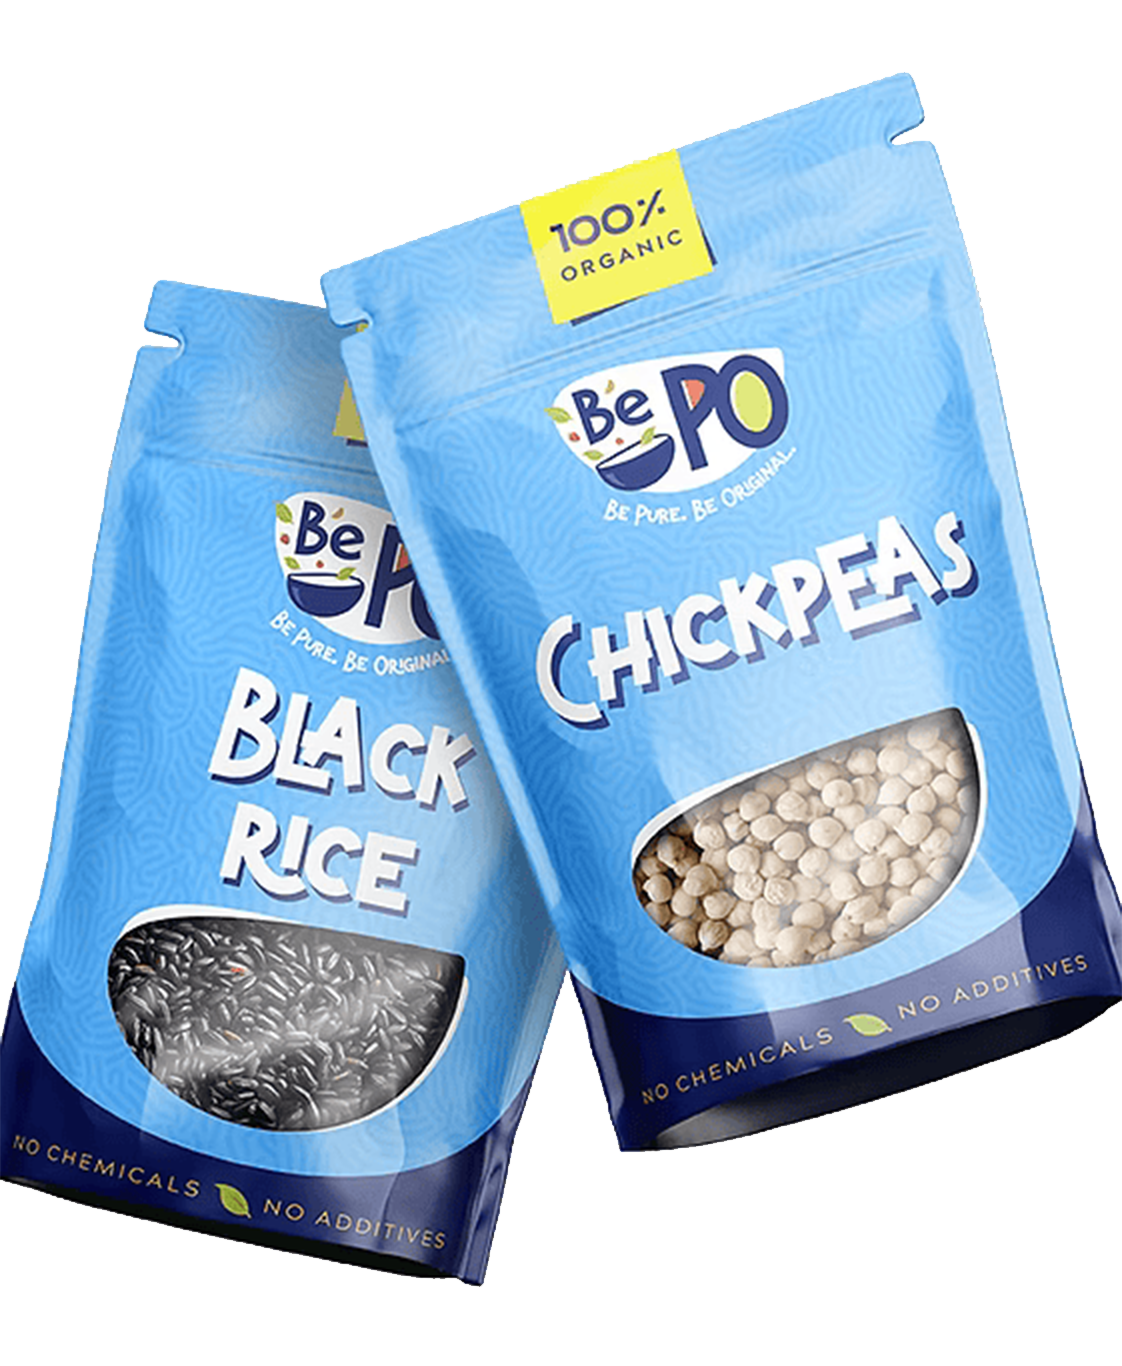 100%
ORGANIC
Be PO
BE PURE. BE ORIGINAL.
CHICKPEAS
NO CHEMICALS NO ADDITIVES
Be PO
BE PURE. BE ORIGINAL
BLACK
RICE
NO CHEMICALS NO ADDITIVES